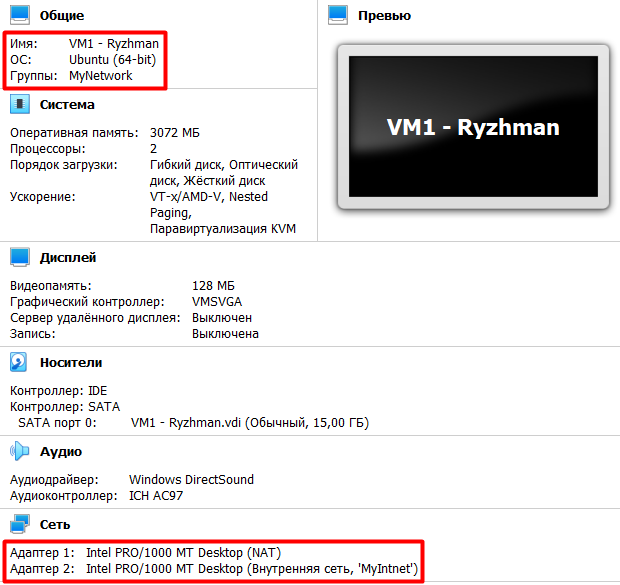 Общие
Имя: VM1 - Ryzhman
ОС: Ubuntu (64-bit)
Группы: MyNetwork
Система
Оперативная память: 3072 МБ
Процессоры: 2
Порядок загрузки: Гибкий диск, Оптический
диск, Жёсткий диск
Ускорение: VT-x/AMD-V, Nested
Paging,
Паравиртуализация KVM
Превью
VM1 - Ryzhman
Дисплей
Видеопамять: 128 МБ
Графический контроллер: VMSVGA
Сервер удалённого дисплея: Выключен
Запись: Выключена
Носители
Контроллер: IDE
Контроллер: SATA
SATA порт 0: VM1 - Ryzhman.vdi (Обычный, 15,00 ГБ)
Аудио
Аудиодрайвер: Windows DirectSound
Аудиоконтроллер: ICH AC97
Сеть
Адаптер 1: Intel PRO/1000 MT Desktop (NAT)
Адаптер 2: Intel PRO/1000 MT Desktop (Внутренняя сеть, 'MyIntnet')